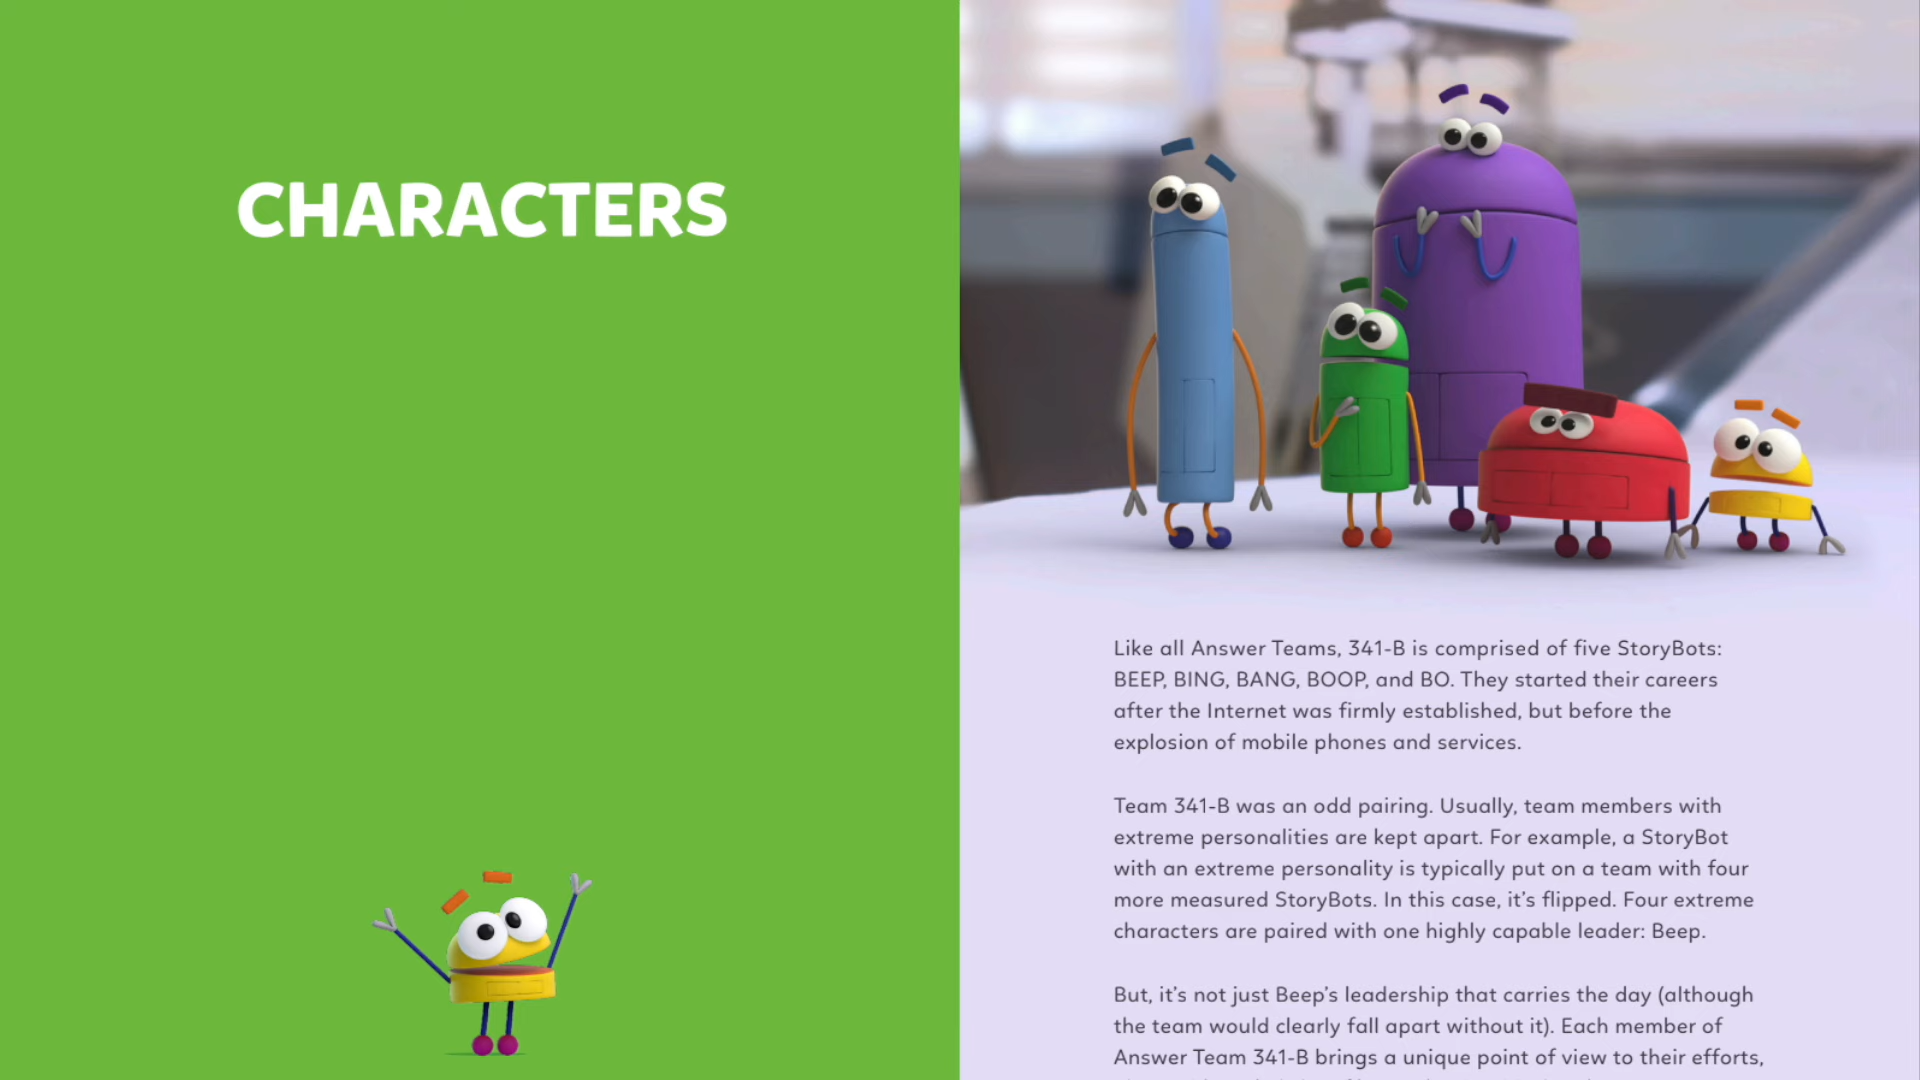 CHARACTERS
Like all Answer Teams, 341-B is comprised of five StoryBots:
BEEP, BING, BANG, BOOP, and BO. They started their careers
after the Internet was firmly established, but before the
explosion of mobile phones and services.
Team 341-B was an odd pairing. Usually, team members with
extreme personalities are kept apart. For example, a StoryBot
with an extreme personality is typically put on a team with four
more measured StoryBots. In this case, it’s flipped. Four extreme
characters are paired with one highly capable leader: Beep.
But, it’s not just Beep’s leadership that carries the day (although
the team would clearly fall apart without it). Each member of
Answer Team 341-B brings a unique point of view to their efforts,